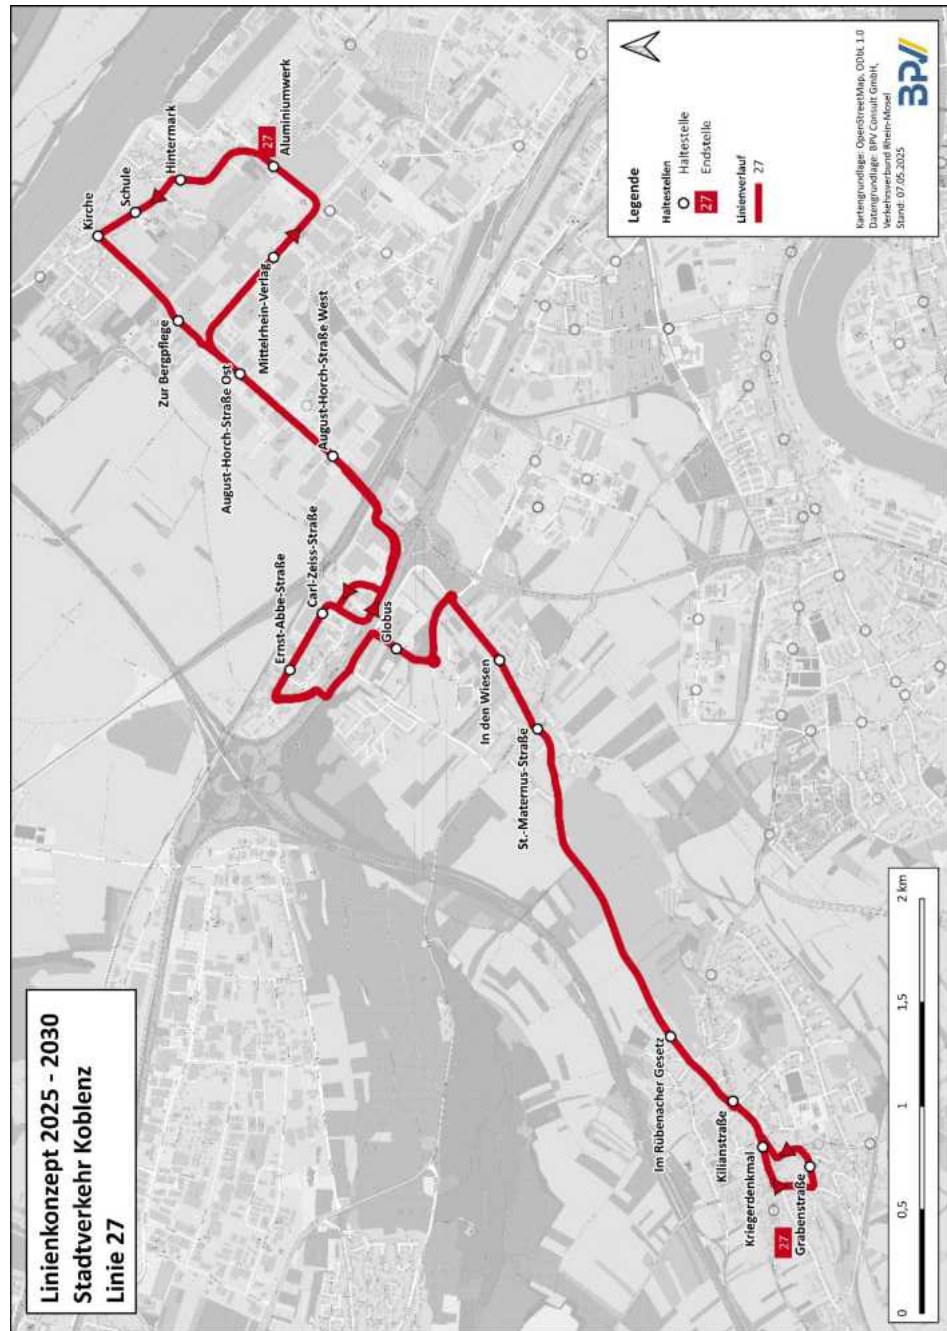 Linienkonzept 2025 - 2030
Stadtverkehr Koblenz
Linie 27
Kirche
Schule
Hintermark
27
Aluminiumwerk
Zur Bergpflege
Mittelrhein-Verlag
August-Horch-Straße Ost
August-Horch-Straße West
Carl-Zeiss-Straße
Ernst-Abbe-Straße
Globus
In den Wiesen
St.-Maternus-Straße
Im Rübenacher Gesetz
Kilianstraße
Kriegerdenkmal
27
Grabenstraße
Legende
Haltestellen
Haltestelle
27
Endstelle
Linienverlauf
27
Kartengrundlage: OpenStreetMap, ODbL 1.0
Datengrundlage: BPV Consult GmbH,
Verkehrsverbund Rhein-Mosel
Stand: 07.05.2025
BPV
0
0,5
1
1,5
2 km